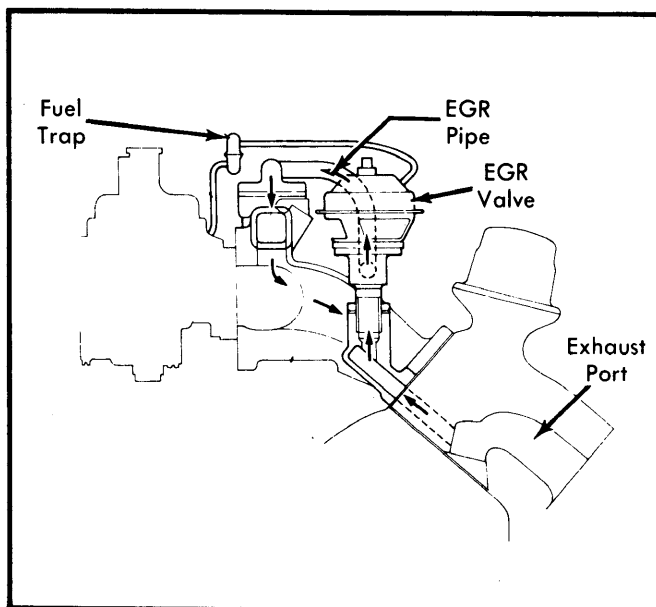 Fuel
Trap
EGR
Pipe
EGR
Valve
Exhaust
Port